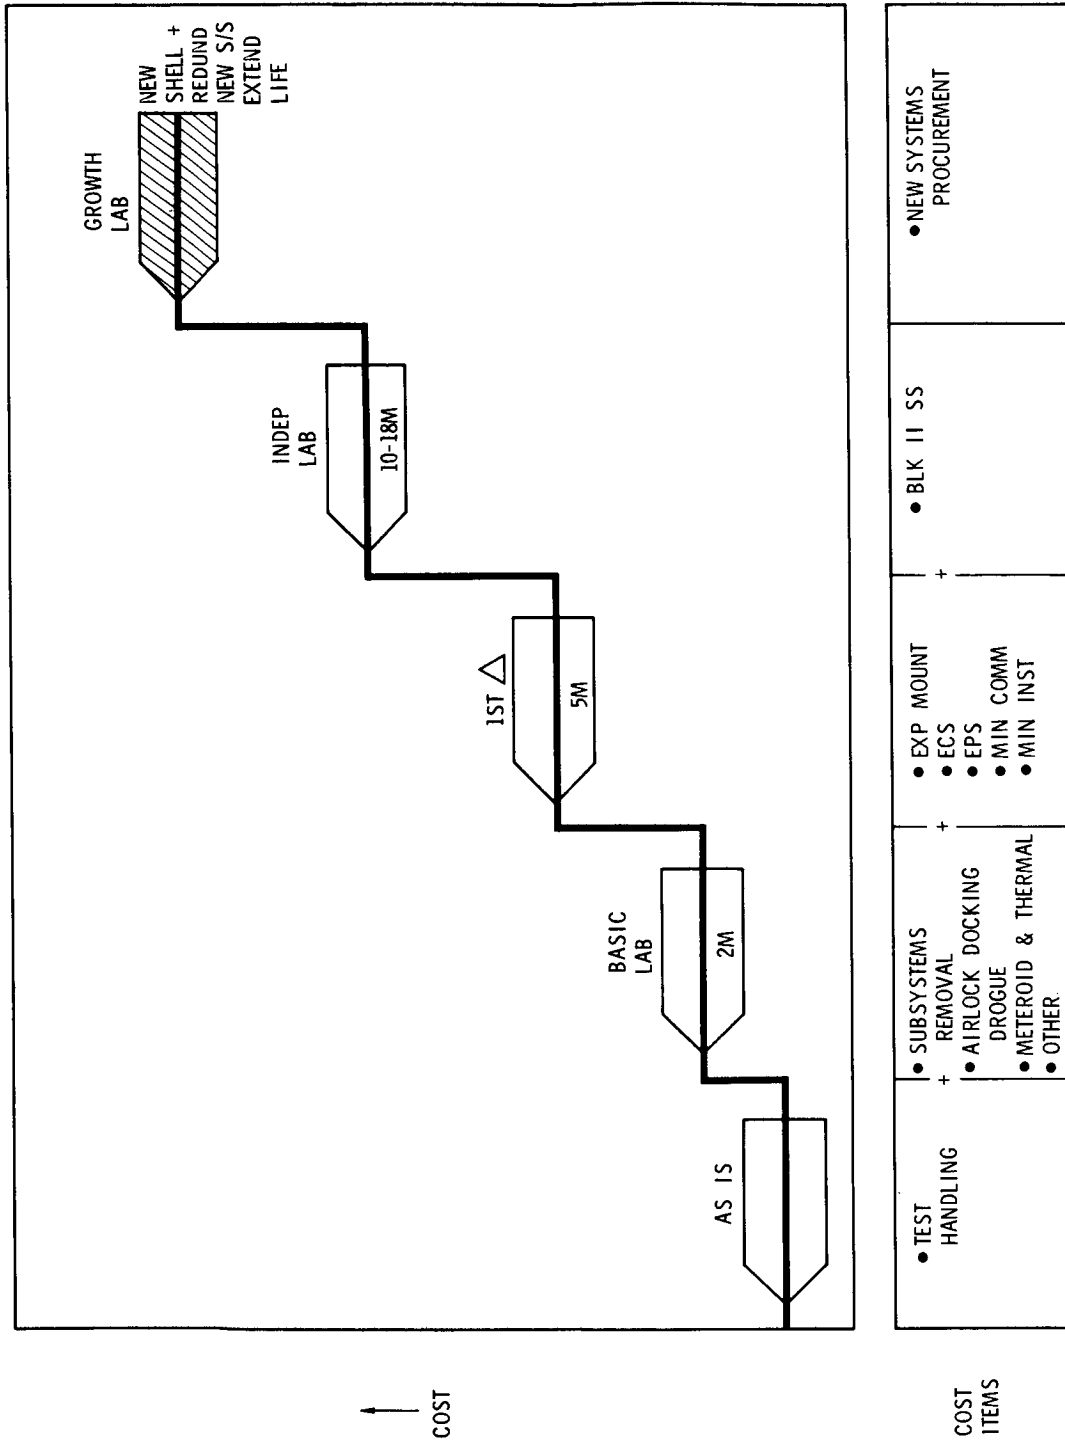 COST
AS IS
BASIC
LAB
2M
1ST △
5M
INDEP
LAB
10-18M
GROWTH
LAB
NEW
SHELL +
REDUND
NEW S/S
EXTEND
LIFE
COST
ITEMS
• TEST
HANDLING
+
• SUBSYSTEMS
REMOVAL
• AIRLOCK DOCKING
DROGUE
• METEROID & THERMAL
• OTHER
+
• EXP MOUNT
• ECS
• EPS
• MIN COMM
• MIN INST
+
• BLK II SS
• NEW SYSTEMS
PROCUREMENT